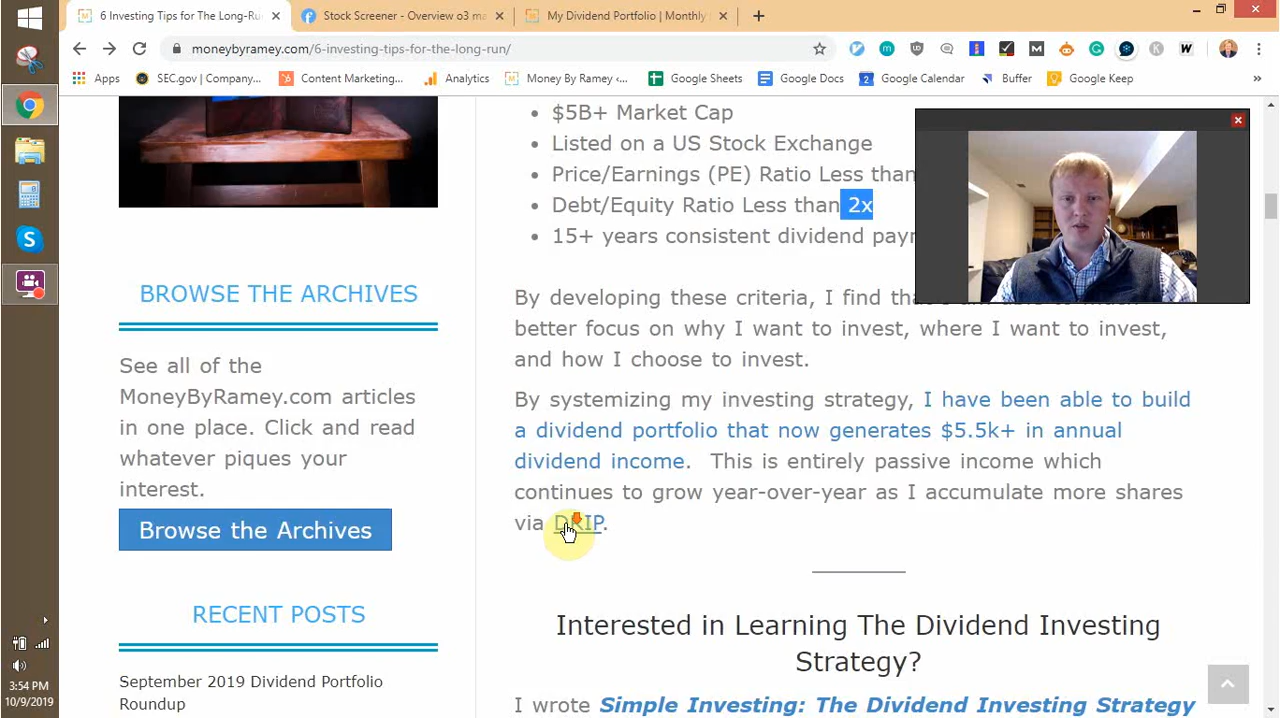 6 Investing Tips for The Long-Ru
Stock Screener - Overview o3 ma
My Dividend Portfolio | Monthly
moneybyramey.com/6-investing-tips-for-the-long-run/
Apps
SEC.gov | Company...
Content Marketing...
Analytics
Money By Ramey -...
Google Sheets
Google Docs
Google Calendar
Buffer
Google Keep
»
$5B+ Market Cap
Listed on a US Stock Exchange
Price/Earnings (PE) Ratio Less than
Debt/Equity Ratio Less than 2x
15+ years consistent dividend
By developing these criteria, I find
better focus on why I want to invest, where I want to invest,
and how I choose to invest.
By systemizing my investing strategy, I have been able to build
a dividend portfolio that now generates $5.5k+ in annual
dividend income. This is entirely passive income which
continues to grow year-over-year as I accumulate more shares
via DRIP.
Interested in Learning The Dividend Investing
Strategy?
I wrote Simple Investing: The Dividend Investing Strategy
BROWSE THE ARCHIVES
See all of the
MoneyByRamey.com articles
in one place. Click and read
whatever piques your
interest.
Browse the Archives
RECENT POSTS
September 2019 Dividend Portfolio
Roundup
3:54 PM
10/9/2019